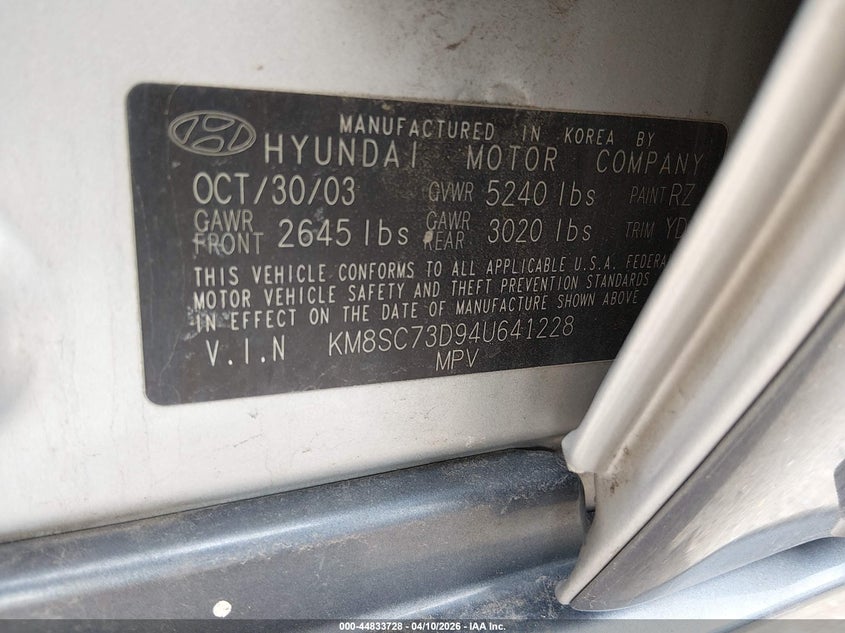 MANUFACTURED IN KOREA BY
HYUNDAI MOTOR COMPANY
OCT/30/03 GVWR 5240 lbs PAINT RZ
GAWR FRONT 2645 lbs GAWR REAR 3020 lbs TRIM YD
THIS VEHICLE CONFORMS TO ALL APPLICABLE U.S.A. FEDERA
MOTOR VEHICLE SAFETY AND THEFT PREVENTION STANDARDS
IN EFFECT ON THE DATE OF MANUFACTURE SHOWN ABOVE
V.I.N KM8SC73D94U641228
MPV
000-44833728 - 04/10/2026 - IAA Inc.